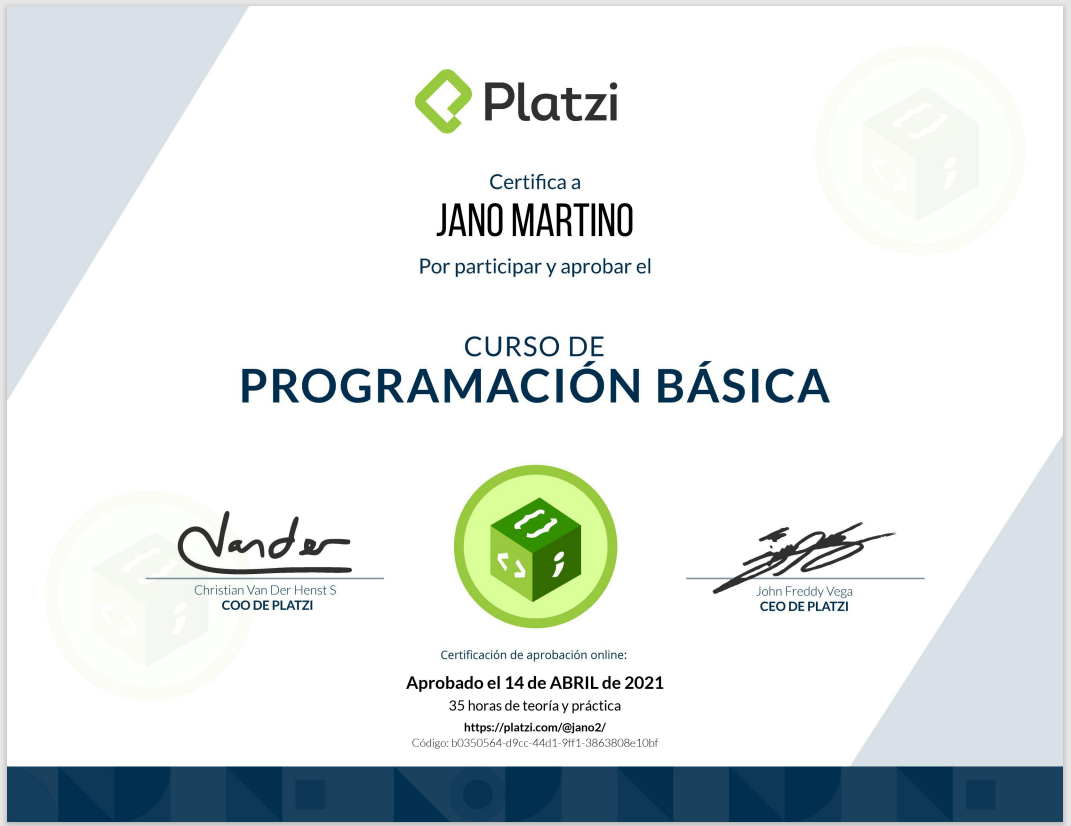 Platzi
Certifica a
JANO MARTINO
Por participar y aprobar el
CURSO DE
PROGRAMACIÓN BÁSICA
Vander
Christian Van Der Henst S
COO DE PLATZI
John Freddy Vega
CEO DE PLATZI
Certificación de aprobación online:
Aprobado el 14 de ABRIL de 2021
35 horas de teoría y práctica
https://platzi.com/@jano2/
Código: b0350564-d9cc-44d1-9ff1-3863808e10bf